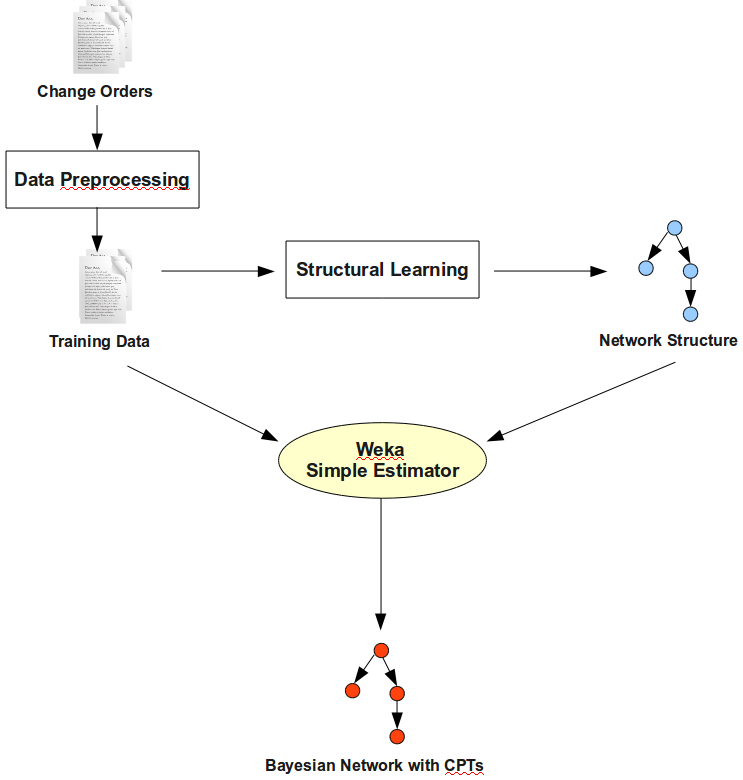 Change Orders
Data Preprocessing
Structural Learning
Training Data
Network Structure
Weka
Simple Estimator
Bayesian Network with CPTs